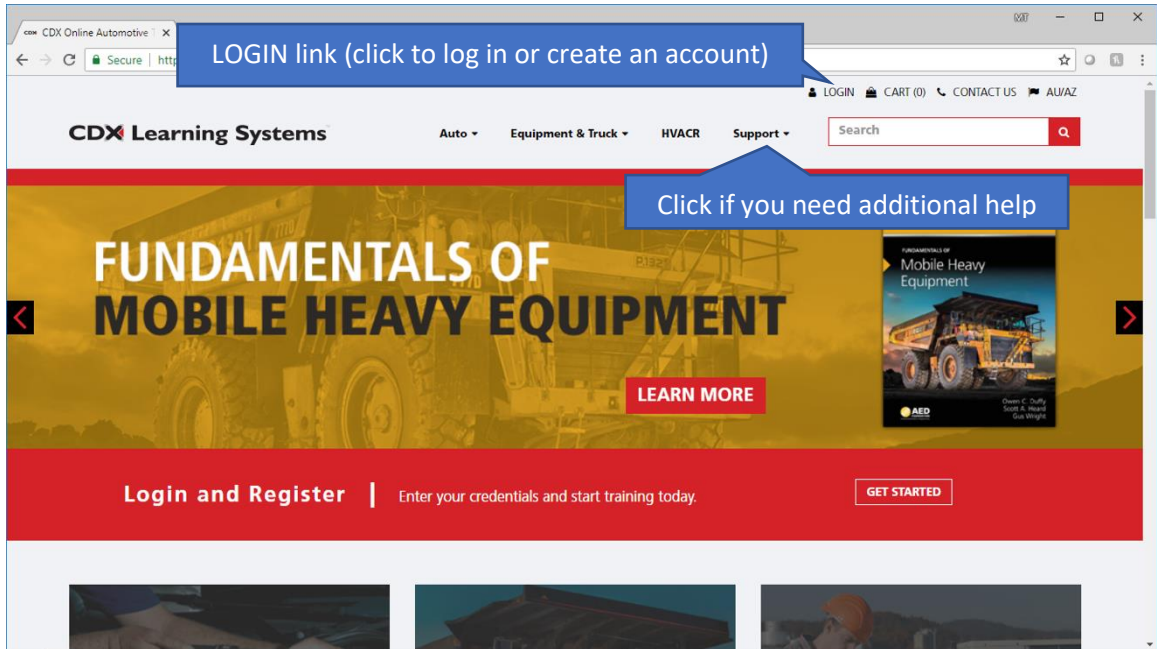 MT
CDX Online Automotive T
LOGIN link (click to log in or create an account)
Secure | http
LOGIN CART (0) CONTACT US AU/AZ
CDX Learning Systems
Auto Equipment & Truck HVACR Support
Search
Click if you need additional help
FUNDAMENTALS OF
MOBILE HEAVY EQUIPMENT
LEARN MORE
FUNDAMENTALS OF
Mobile Heavy
Equipment
AED
Owen C. Duffy
Scott A. Heard
Gus Wright
Login and Register | Enter your credentials and start training today.
GET STARTED